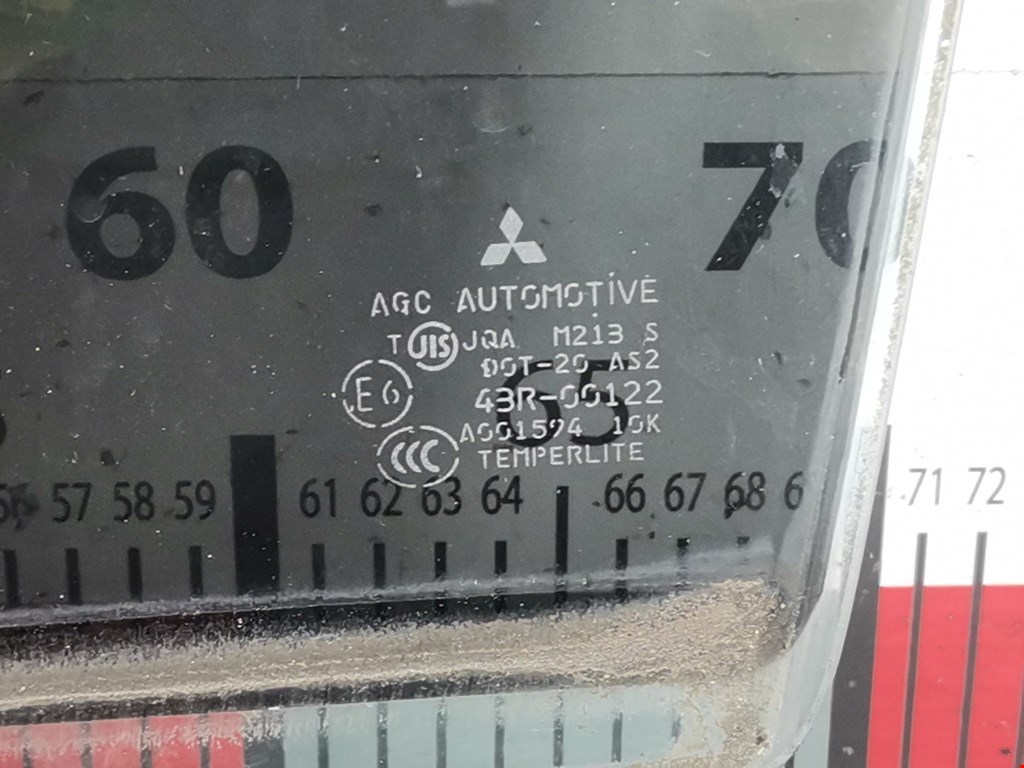 60 70
AGC AUTOMOTIVE
T JIS JQA M213 S
DOT-20 AS2
E6 43R-00122
CCC A001594 10K
TEMPERLITE
65
57 58 59 61 62 63 64 66 67 68 71 72